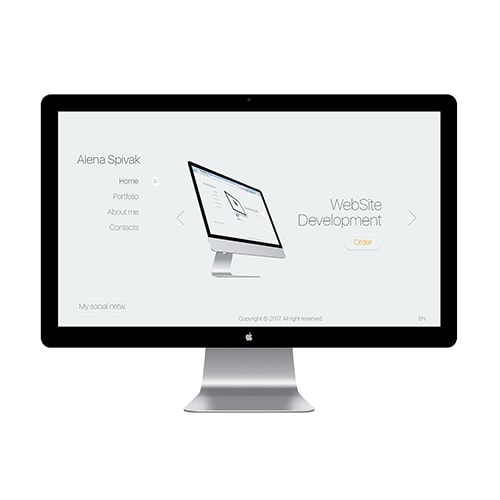 Alena Spivak
Home
Portfolio
About me
Contacts
My social netw..
WebSite
Development
Order
Copyright © 2017. All right reserved.
EN